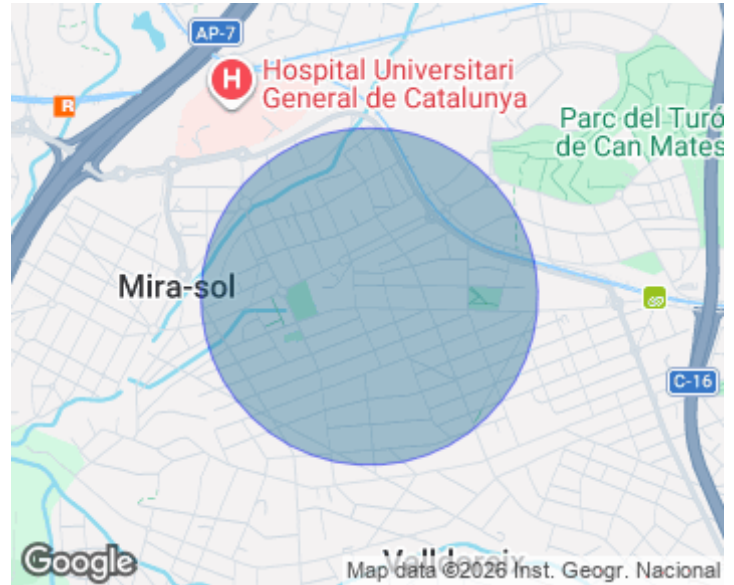 AP-7
H
Hospital Universitari
General de Catalunya
R
Parc del Turó
de Can Mates
Mira-sol
C-16
Google
Map data ©2026 Inst. Geogr. Nacional